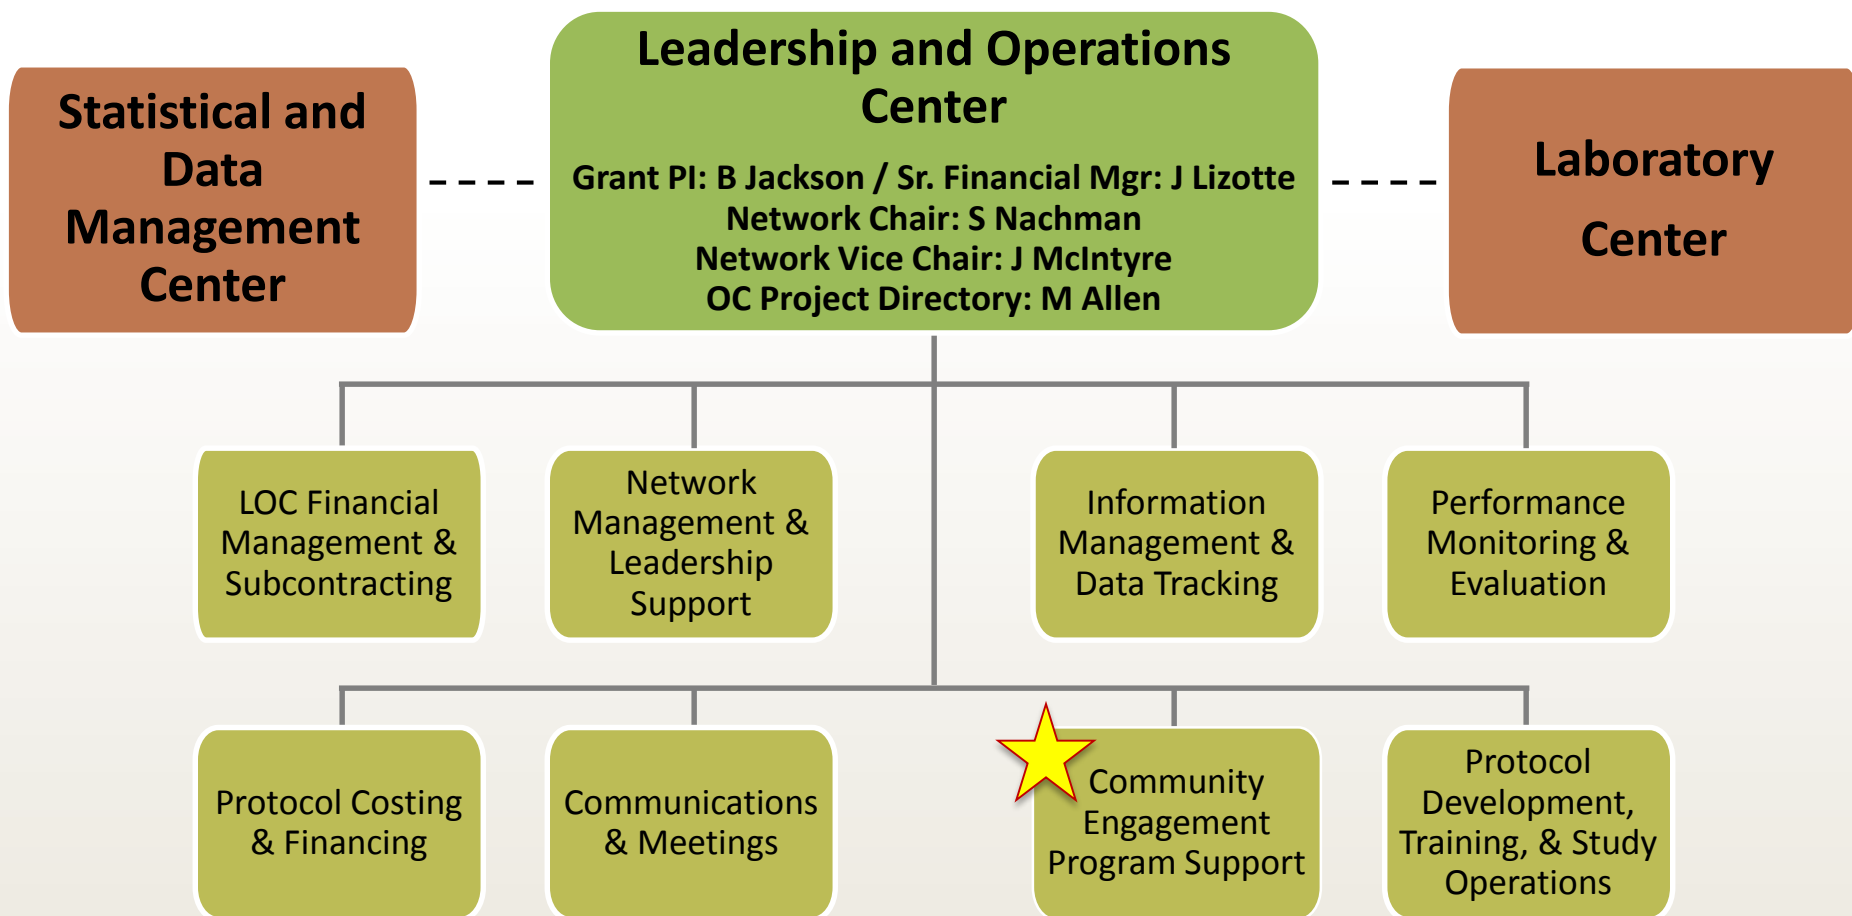 Statistical and
Data
Management
Center
Leadership and Operations
Center
Grant PI: B Jackson / Sr. Financial Mgr: J Lizotte
Network Chair: S Nachman
Network Vice Chair: J McIntyre
OC Project Directory: M Allen
Laboratory
Center
LOC Financial
Management &
Subcontracting
Network
Management &
Leadership
Support
Information
Management &
Data Tracking
Performance
Monitoring &
Evaluation
Protocol Costing
& Financing
Communications
& Meetings
Community
Engagement
Program Support
Protocol
Development,
Training, & Study
Operations